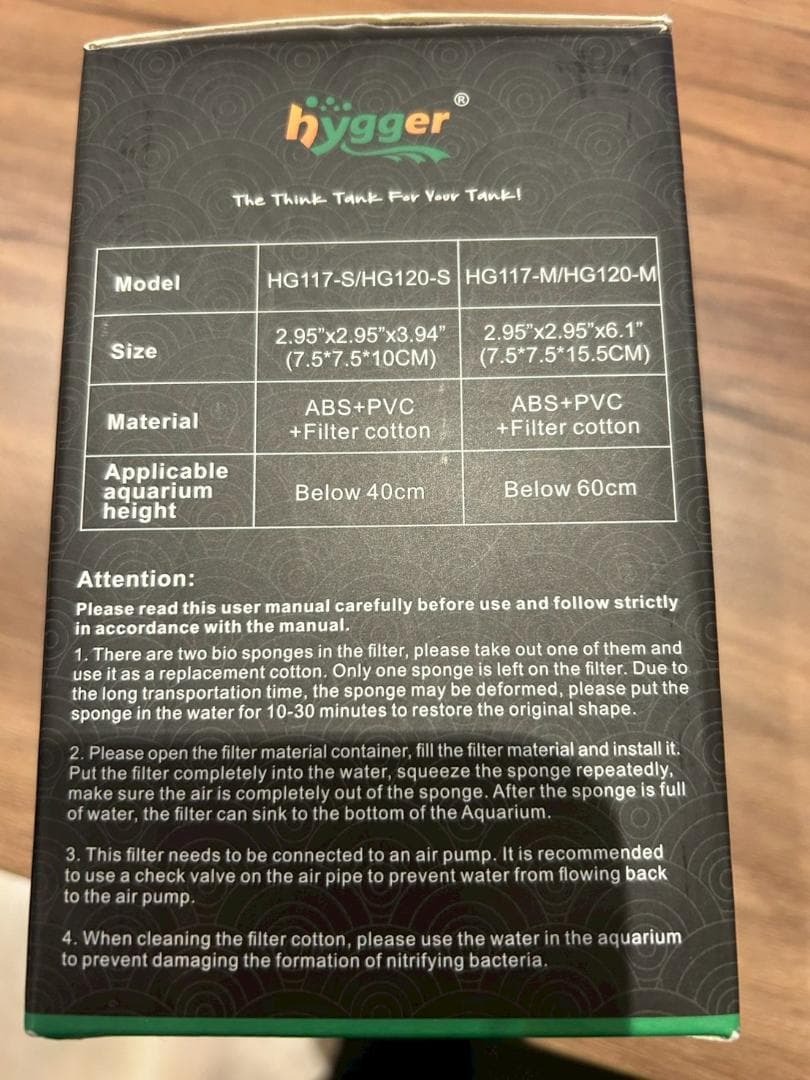 hygger®
The Think Tank For Your Tank!
Model HG117-S/HG120-S HG117-M/HG120-M
Size 2.95”x2.95”x3.94” (7.5*7.5*10CM) 2.95”x2.95”x6.1” (7.5*7.5*15.5CM)
Material ABS+PVC +Filter cotton ABS+PVC +Filter cotton
Applicable aquarium height Below 40cm Below 60cm
Attention:
Please read this user manual carefully before use and follow strictly
in accordance with the manual.
1. There are two bio sponges in the filter, please take out one of them and
use it as a replacement cotton. Only one sponge is left on the filter. Due to
the long transportation time, the sponge may be deformed, please put the
sponge in the water for 10-30 minutes to restore the original shape.
2. Please open the filter material container, fill the filter material and install it.
Put the filter completely into the water, squeeze the sponge repeatedly,
make sure the air is completely out of the sponge. After the sponge is full
of water, the filter can sink to the bottom of the Aquarium.
3. This filter needs to be connected to an air pump. It is recommended
to use a check valve on the air pipe to prevent water from flowing back
to the air pump.
4. When cleaning the filter cotton, please use the water in the aquarium
to prevent damaging the formation of nitrifying bacteria.